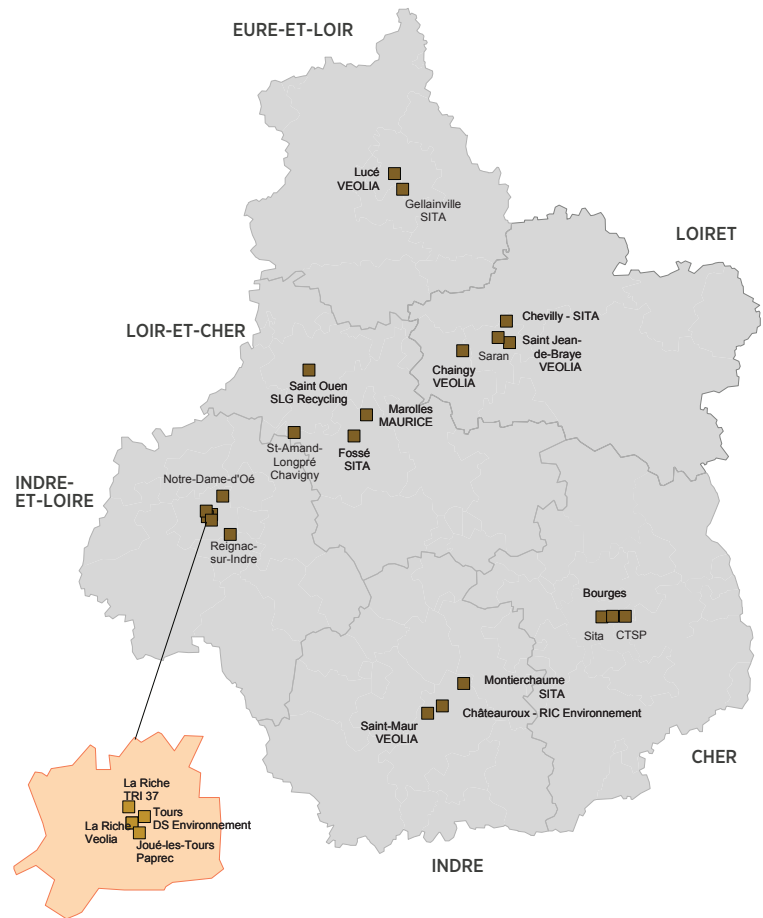 EURE-ET-LOIR
Lucé
VEOLIA
Gellainville
SITA
LOIRET
Chevilly - SITA
Saint Jean-
de-Braye
VEOLIA
Saran
Chaingy
VEOLIA
LOIR-ET-CHER
Saint Ouen
SLG Recycling
Marolles
MAURICE
St-Amand-
Longpré
Chavigny
Fossé
SITA
INDRE-
ET-LOIRE
Notre-Dame-d'Oé
Reignac-
sur-Indre
Bourges
Sita
CTSP
Montierchaume
SITA
Châteauroux - RIC Environnement
Saint-Maur
VEOLIA
CHER
INDRE
La Riche
TRI 37
Tours
DS Environnement
La Riche
Veolia
Joué-les-Tours
Paprec